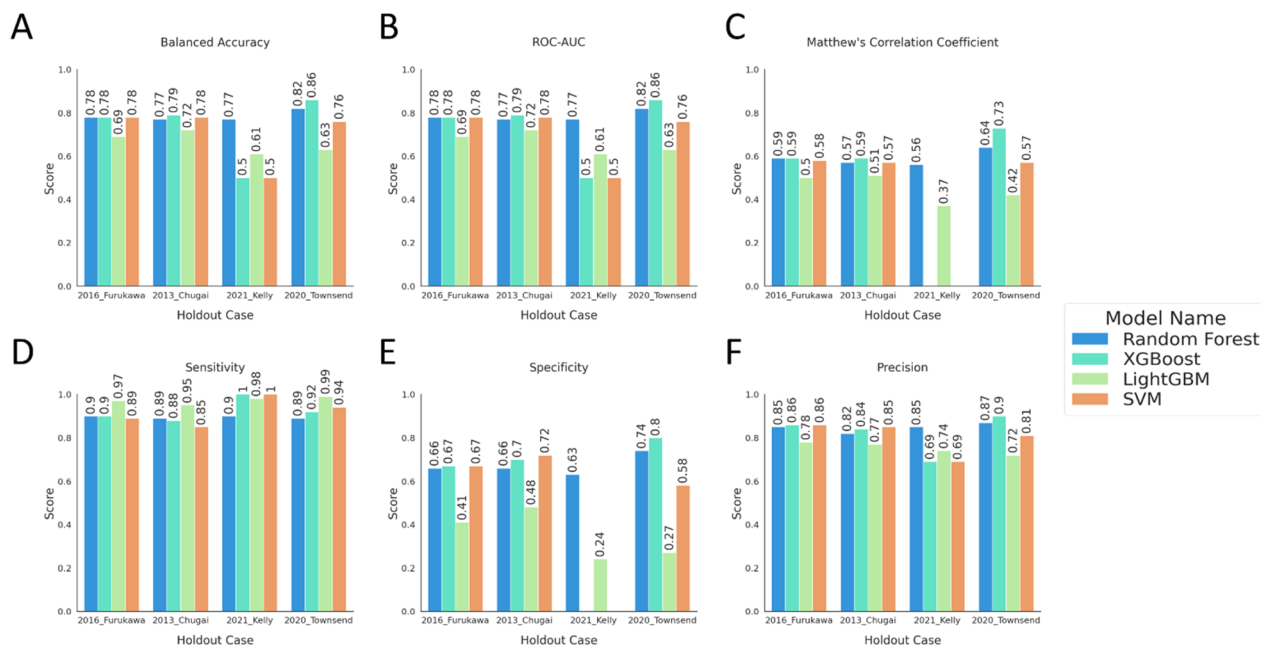 A
Balanced Accuracy
1.0
0.8
0.6
0.4
0.2
0.0
Score
0.78 0.78 0.69 0.78 0.77 0.79 0.72 0.78 0.77 0.5 0.61 0.5 0.82 0.86 0.63 0.76
2016_Furukawa 2013_Chugai 2021_Kelly 2020_Townsend
Holdout Case
B
ROC-AUC
1.0
0.8
0.6
0.4
0.2
0.0
Score
0.78 0.78 0.69 0.78 0.77 0.79 0.72 0.78 0.77 0.5 0.61 0.5 0.82 0.86 0.63 0.76
2016_Furukawa 2013_Chugai 2021_Kelly 2020_Townsend
Holdout Case
C
Matthew's Correlation Coefficient
1.0
0.8
0.6
0.4
0.2
0.0
Score
0.59 0.59 0.5 0.58 0.57 0.59 0.51 0.57 0.56 0.37 0.64 0.73 0.42 0.57
2016_Furukawa 2013_Chugai 2021_Kelly 2020_Townsend
Holdout Case
Model Name
Random Forest
XGBoost
LightGBM
SVM
D
Sensitivity
1.0
0.8
0.6
0.4
0.2
0.0
Score
0.9 0.9 0.97 0.89 0.89 0.88 0.95 0.85 0.9 1 0.98 1 0.89 0.92 0.99 0.94
2016_Furukawa 2013_Chugai 2021_Kelly 2020_Townsend
Holdout Case
E
Specificity
1.0
0.8
0.6
0.4
0.2
0.0
Score
0.66 0.67 0.41 0.67 0.66 0.7 0.48 0.72 0.63 0.24 0.74 0.8 0.27 0.58
2016_Furukawa 2013_Chugai 2021_Kelly 2020_Townsend
Holdout Case
F
Precision
1.0
0.8
0.6
0.4
0.2
0.0
Score
0.85 0.86 0.78 0.86 0.82 0.84 0.77 0.85 0.85 0.69 0.74 0.69 0.87 0.9 0.72 0.81
2016_Furukawa 2013_Chugai 2021_Kelly 2020_Townsend
Holdout Case